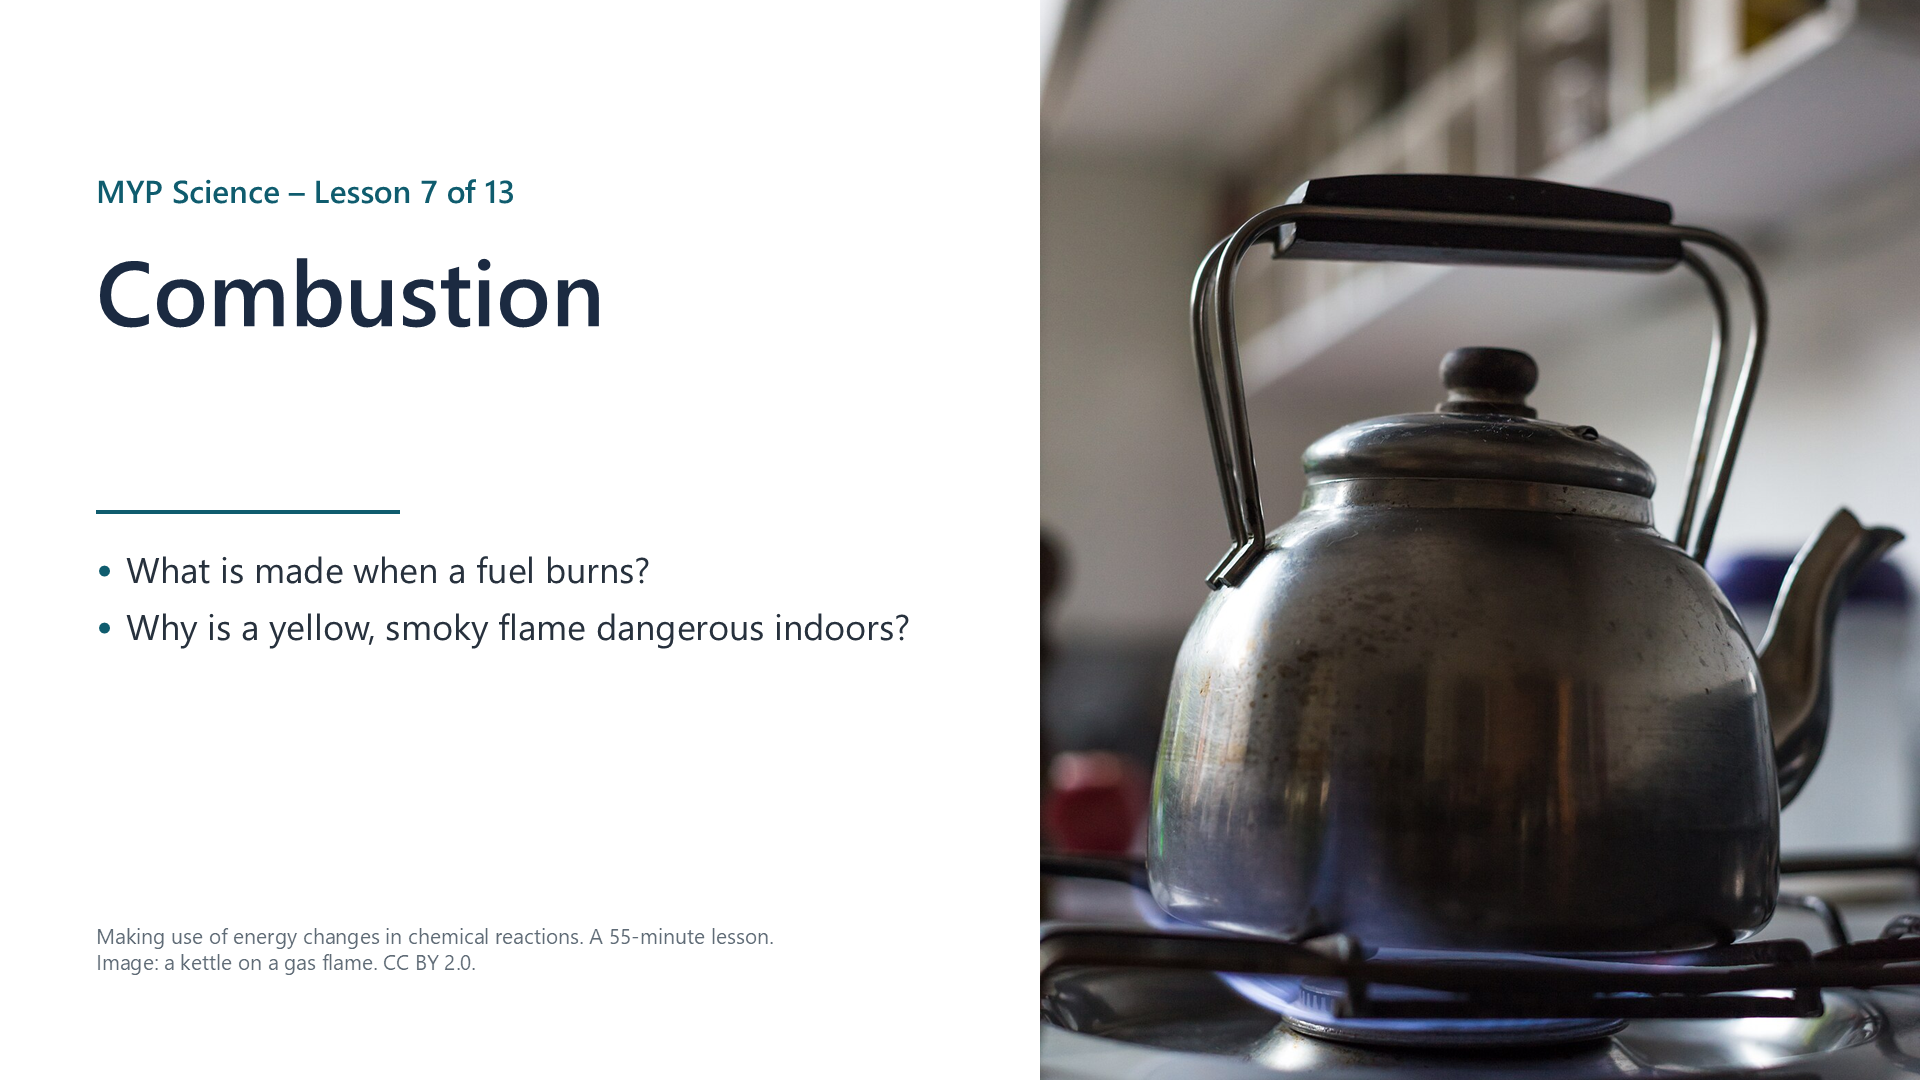 MYP Science – Lesson 7 of 13
Combustion
• What is made when a fuel burns?
• Why is a yellow, smoky flame dangerous indoors?
Making use of energy changes in chemical reactions. A 55-minute lesson.
Image: a kettle on a gas flame. CC BY 2.0.